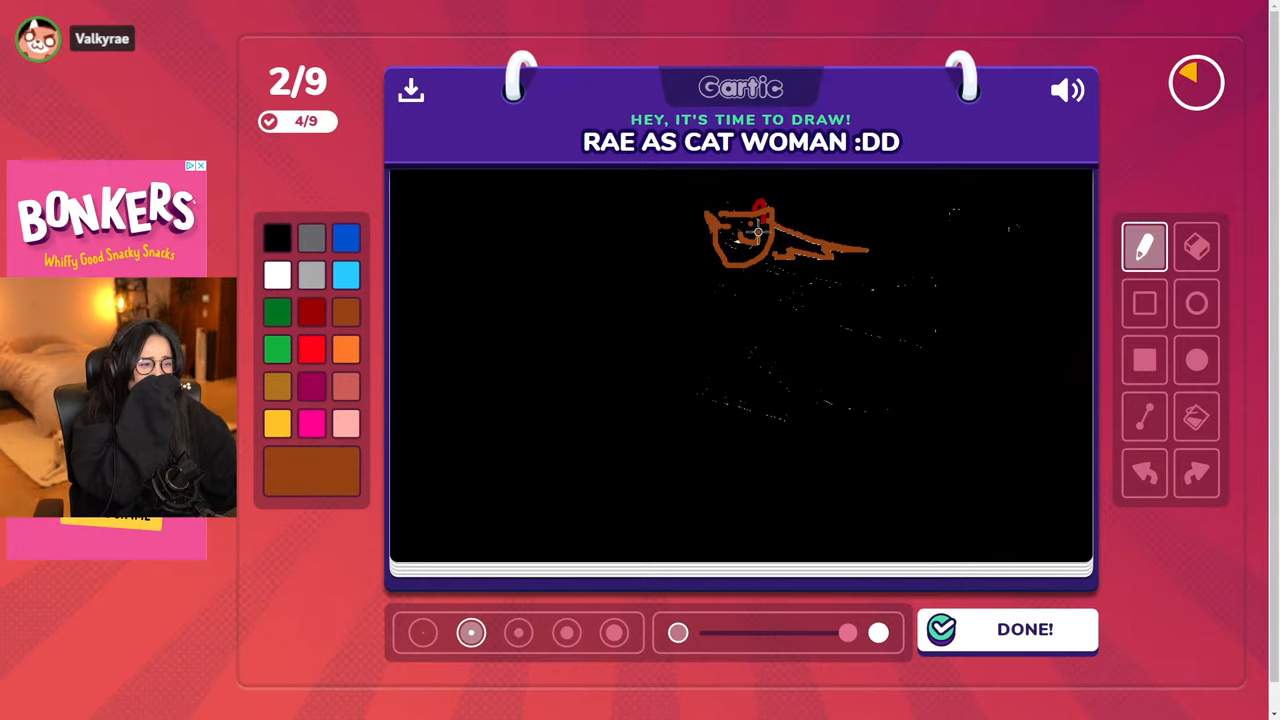 Valkyrae
2/9
4/9
Gartic
HEY, IT'S TIME TO DRAW!
RAE AS CAT WOMAN :DD
BONKERS
Whiffy Good Snacky Snacks
DONE!